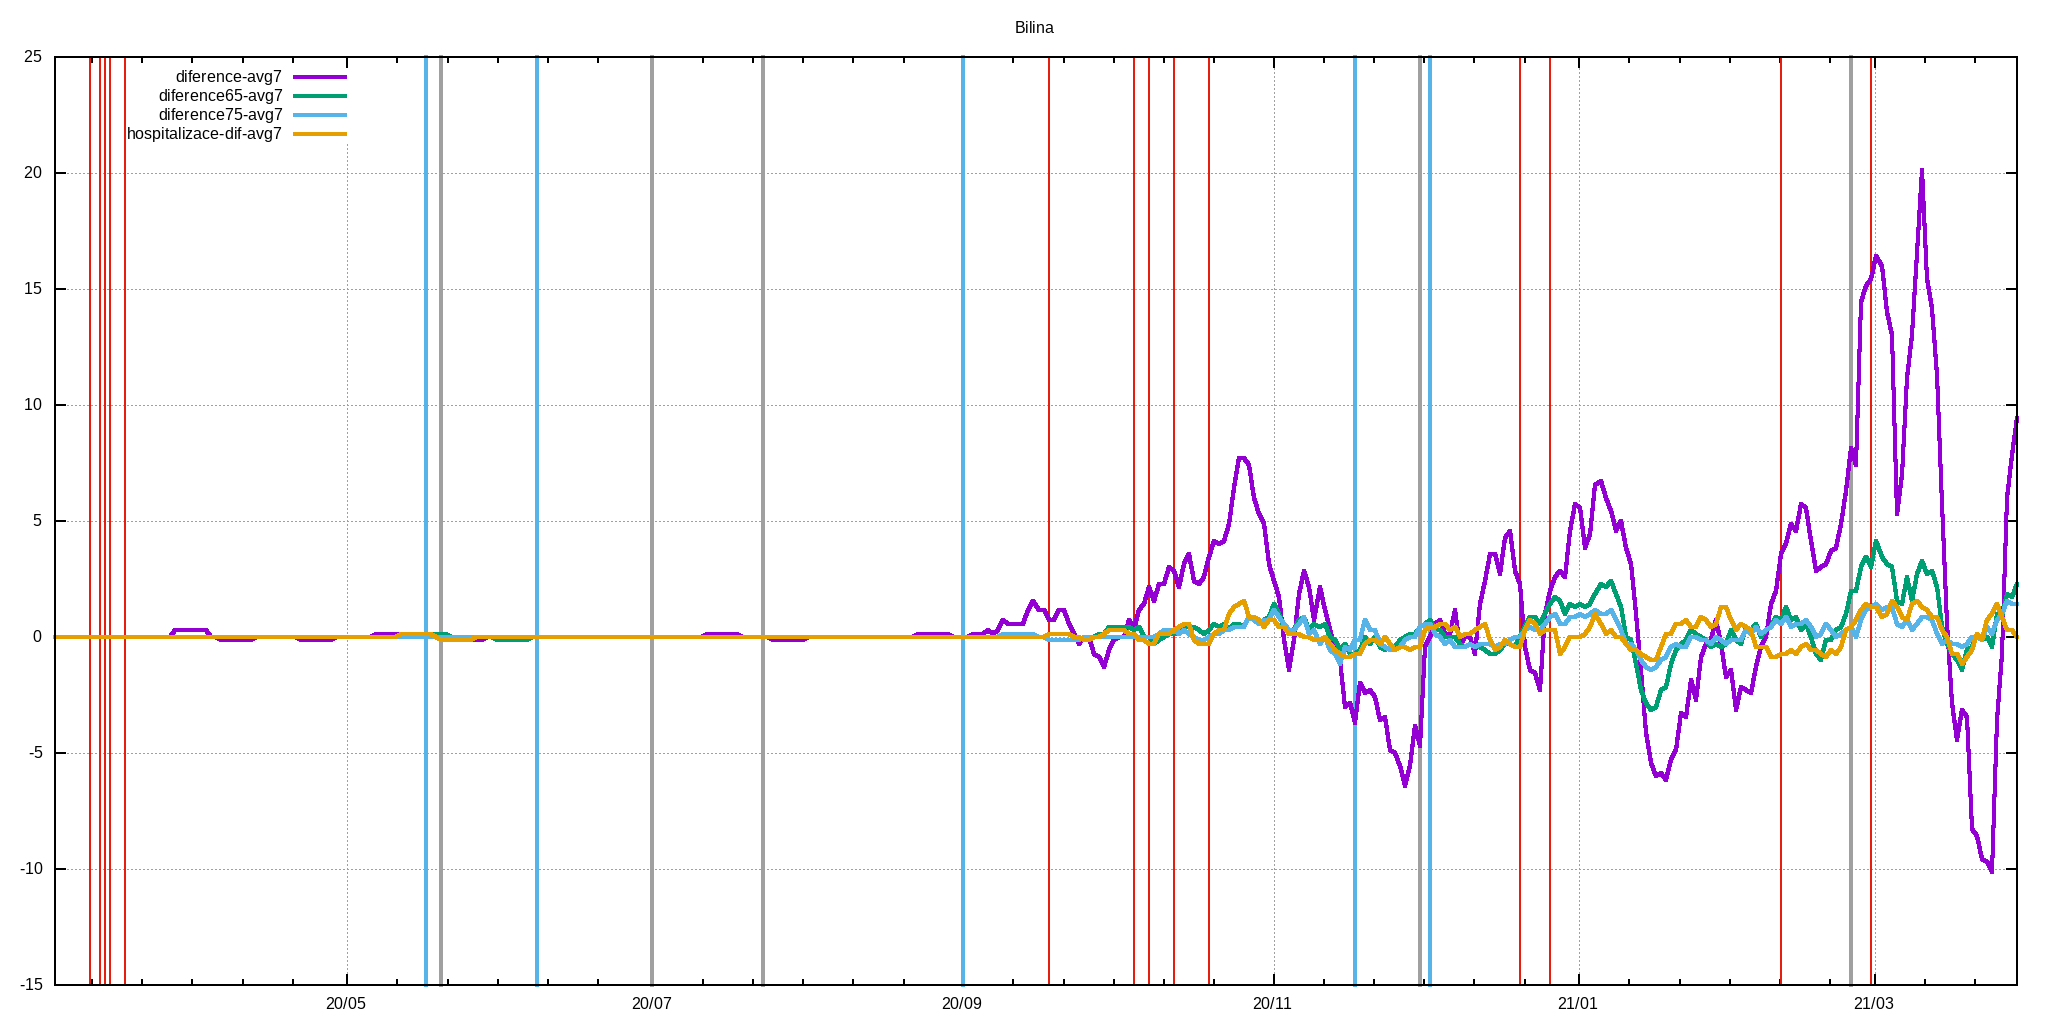 Bilina
25
diference-avg7
diference65-avg7
diference75-avg7
hospitalizace-dif-avg7
20
15
10
5
0
-5
-10
-15
20/05 20/07 20/09 20/11 21/01 21/03